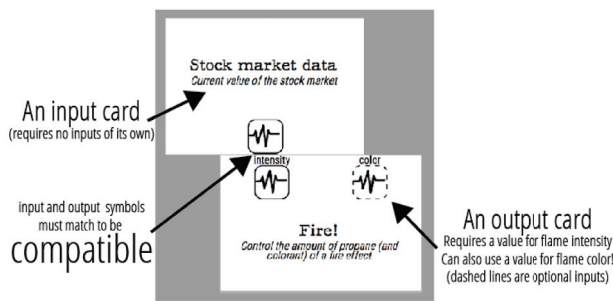 Stock market data
Current value of the stock market
An input card
(requires no inputs of its own)
intensity
color
input and output symbols
must match to be
compatible
Fire!
Control the amount of propane (and
colorant) of a fire effect
An output card
Requires a value for flame intensity
Can also use a value for flame color!
(dashed lines are optional inputs)